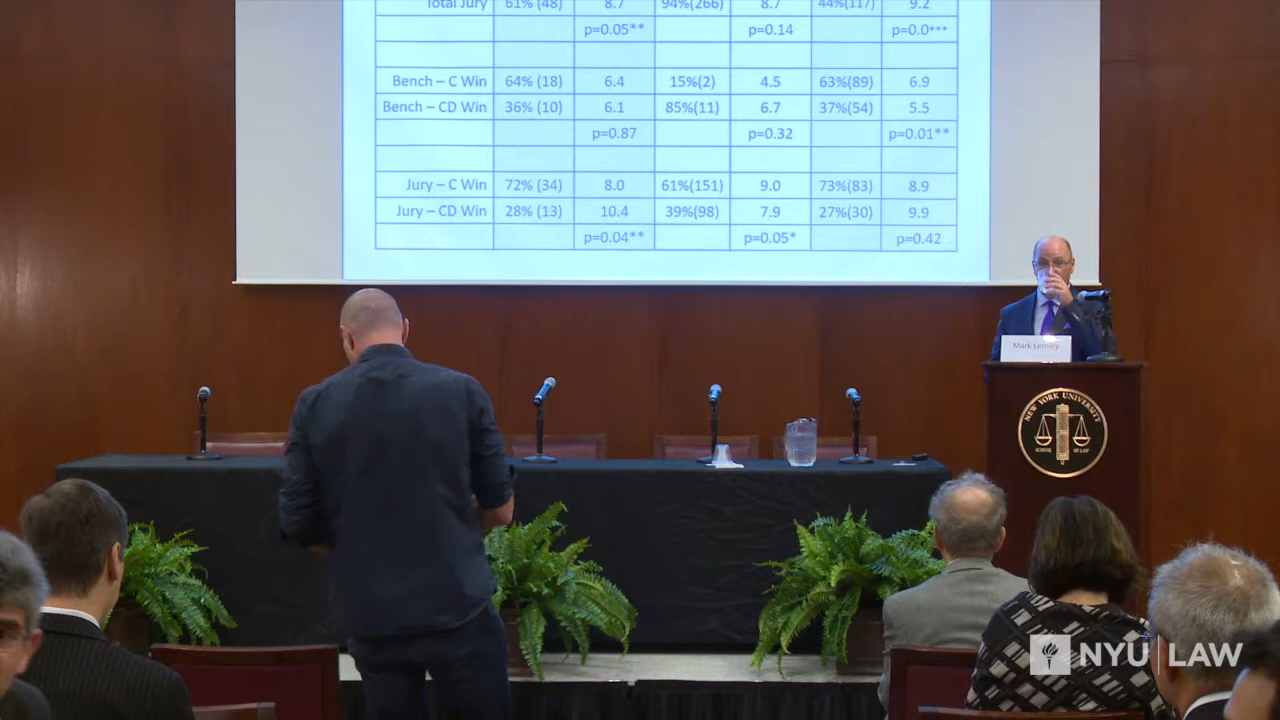 Total Jury 61% (48) 8.7 94%(266) 8.7 44%(117) 9.2
p=0.05** p=0.14 p=0.0***
Bench – C Win 64% (18) 6.4 15%(2) 4.5 63%(89) 6.9
Bench – CD Win 36% (10) 6.1 85%(11) 6.7 37%(54) 5.5
p=0.87 p=0.32 p=0.01**
Jury – C Win 72% (34) 8.0 61%(151) 9.0 73%(83) 8.9
Jury – CD Win 28% (13) 10.4 39%(98) 7.9 27%(30) 9.9
p=0.04** p=0.05* p=0.42
Mark Lemley
NEW YORK UNIVERSITY
SCHOOL OF LAW
NYU | LAW